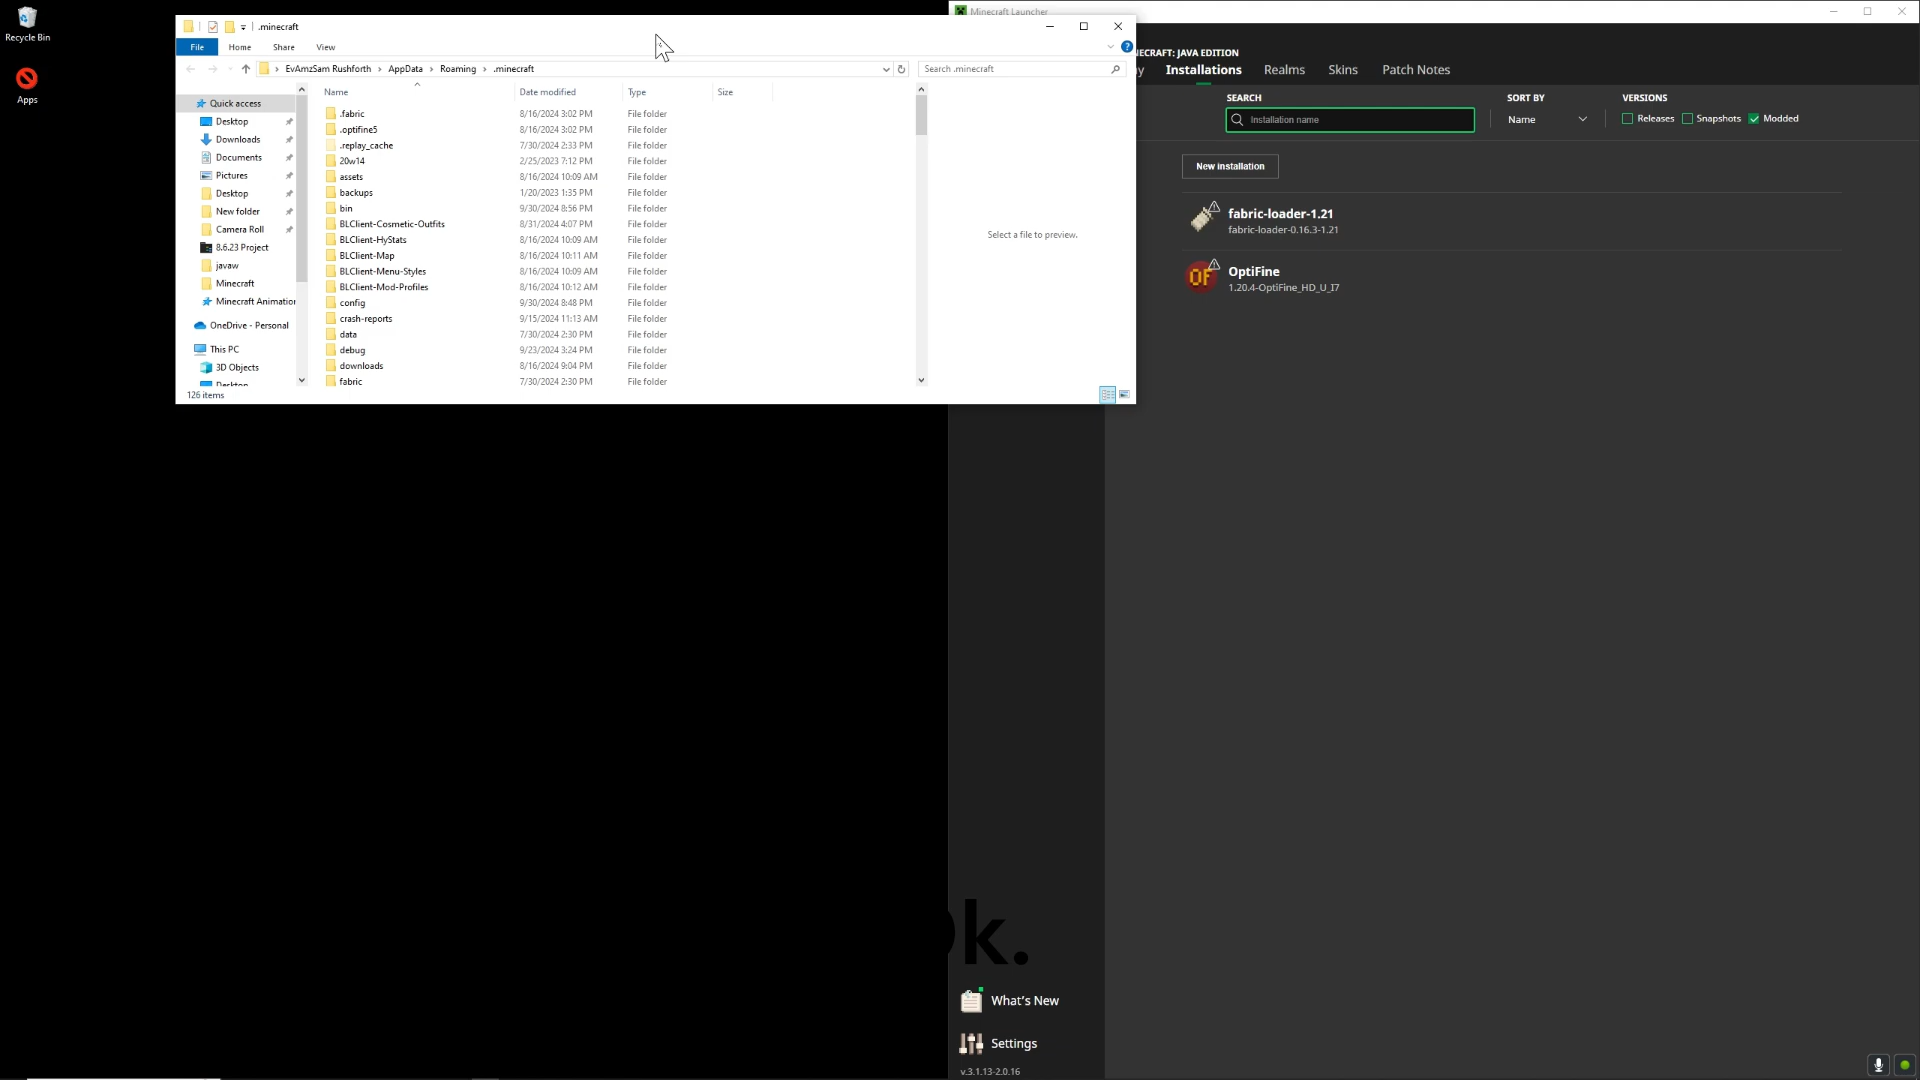 Recycle Bin
Apps
.minecraft
File Home Share View
EvAmzSam Rushforth › AppData › Roaming › .minecraft
Search .minecraft
Name Date modified Type Size
Quick access
Desktop
Downloads
Documents
Pictures
Desktop
New folder
Camera Roll
8.6.23 Project
javaw
Minecraft
Minecraft Animation
OneDrive - Personal
This PC
3D Objects
Desktop
126 items
.fabric 8/16/2024 3:02 PM File folder
.optifine5 8/16/2024 3:02 PM File folder
.replay_cache 7/30/2024 2:33 PM File folder
20w14 2/25/2023 7:12 PM File folder
assets 8/16/2024 10:09 AM File folder
backups 1/20/2023 1:35 PM File folder
bin 9/30/2024 8:56 PM File folder
BLClient-Cosmetic-Outfits 8/31/2024 4:07 PM File folder
BLClient-HyStats 8/16/2024 10:09 AM File folder
BLClient-Map 8/16/2024 10:11 AM File folder
BLClient-Menu-Styles 8/16/2024 10:09 AM File folder
BLClient-Mod-Profiles 8/16/2024 10:12 AM File folder
config 9/30/2024 8:48 PM File folder
crash-reports 9/15/2024 11:13 AM File folder
data 7/30/2024 2:30 PM File folder
debug 9/23/2024 3:24 PM File folder
downloads 8/16/2024 9:04 PM File folder
fabric 7/30/2024 2:30 PM File folder
Select a file to preview.
Minecraft Launcher
ECRAFT: JAVA EDITION
y Installations Realms Skins Patch Notes
SEARCH SORT BY VERSIONS
Installation name Name Releases Snapshots Modded
New installation
fabric-loader-1.21
fabric-loader-0.16.3-1.21
OF
OptiFine
1.20.4-OptiFine_HD_U_I7
k.
What's New
Settings
v.3.1.13-2.0.16